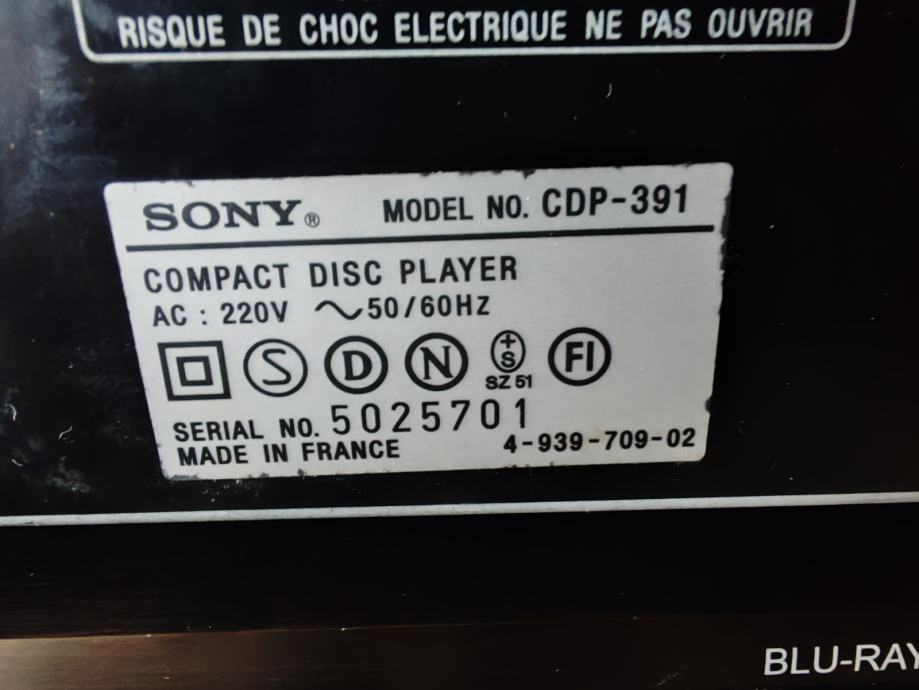 RISQUE DE CHOC ELECTRIQUE NE PAS OUVRIR
SONY® MODEL NO. CDP-391
COMPACT DISC PLAYER
AC : 220V ~50/60HZ
S D N +S FI
SZ 51
SERIAL NO. 5025701
MADE IN FRANCE 4-939-709-02
BLU-RAY